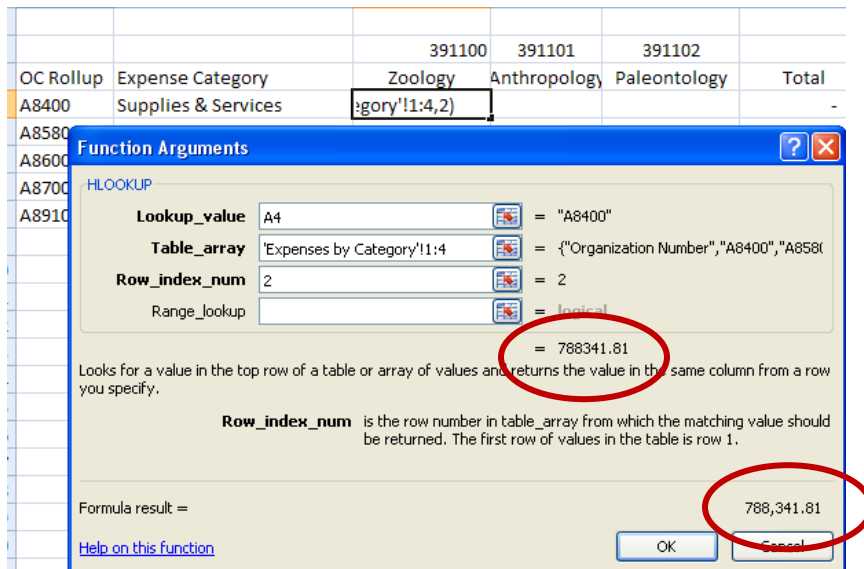 391100 391101 391102
OC Rollup Expense Category Zoology Anthropology Paleontology Total
A8400 Supplies & Services egory'!1:4,2) -
A8580
A8600
A8700
A8910
Function Arguments
HLOOKUP
Lookup_value A4 = "A8400"
Table_array 'Expenses by Category'!1:4 = {"Organization Number","A8400","A858(
Row_index_num 2 = 2
Range_lookup = logical
= 788341.81
Looks for a value in the top row of a table or array of values and returns the value in the same column from a row
you specify.
Row_index_num is the row number in table_array from which the matching value should
be returned. The first row of values in the table is row 1.
Formula result = 788,341.81
Help on this function OK Cancel